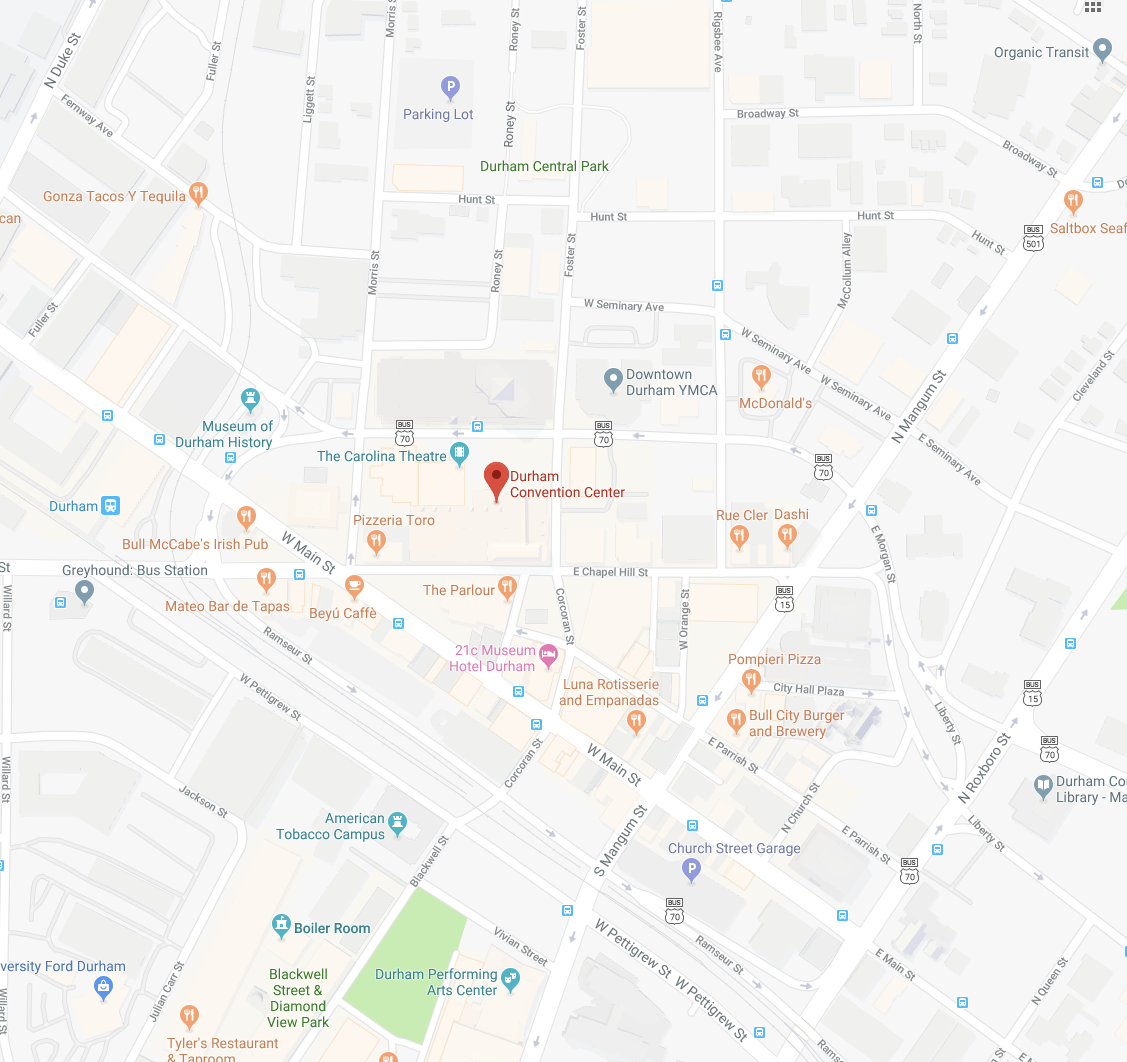 N Duke St
Fuller St
Liggett St
Morris St
Roney St
Foster St
Rigsbee Ave
North St
Organic Transit
Fernway Ave
P
Parking Lot
Roney St
Broadway St
Broadway St
Durham Central Park
Gonza Tacos Y Tequila
Hunt St
Hunt St
Hunt St
Hunt St
can
Saltbox Seaf
BUS
501
Morris St
Roney St
Foster St
McCollum Alley
W Seminary Ave
Fuller St
W Seminary Ave
W Seminary Ave
E Seminary Ave
Cleveland St
Downtown
Durham YMCA
McDonald's
N Mangum St
Museum of
Durham History
BUS
70
BUS
70
BUS
70
The Carolina Theatre
Durham
Convention Center
Durham
Pizzeria Toro
Rue Cler
Dashi
Bull McCabe's Irish Pub
W Main St
E Morgan St
St
Greyhound: Bus Station
E Chapel Hill St
Willard St
Mateo Bar de Tapas
Beyú Caffè
The Parlour
Corcoran St
W Orange St
BUS
15
Ramseur St
21c Museum
Hotel Durham
Pompieri Pizza
W Pettigrew St
Luna Rotisserie
and Empanadas
City Hall Plaza
BUS
15
Bull City Burger
and Brewery
Liberty St
BUS
70
Corcoran St
W Main St
E Parrish St
N Roxboro St
Willard St
Jackson St
Durham Cou
Library - Ma
N Church St
American
Tobacco Campus
S Mangum St
E Parrish St
Liberty St
Blackwell St
Church Street Garage
P
BUS
70
BUS
70
Boiler Room
Vivian Street
W Pettigrew St
W Pettigrew St
Ramseur St
E Main St
versity Ford Durham
Julian Carr St
Blackwell
Street &
Diamond
View Park
Durham Performing
Arts Center
N Queen St
Willard St
Tyler's Restaurant
& Taproom